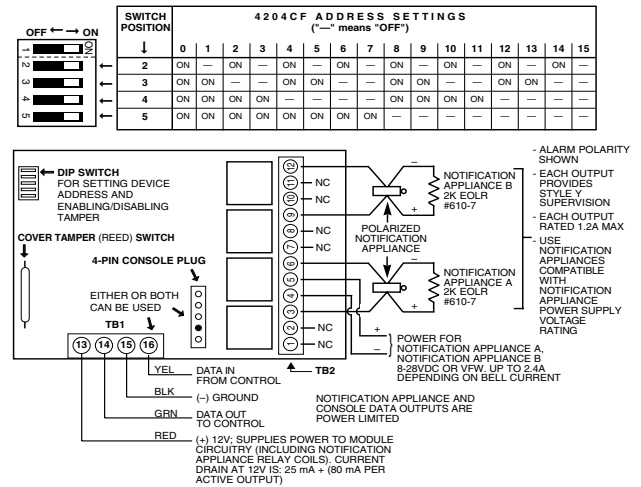 OFF ←→ ON
ON
1
2
3
4
5
SWITCH POSITION ↓
4204CF ADDRESS SETTINGS
("—" means "OFF")
0 1 2 3 4 5 6 7 8 9 10 11 12 13 14 15
2 ON — ON — ON — ON — ON — ON — ON — ON —
3 ON ON — — ON ON — — ON ON — — ON ON — —
4 ON ON ON ON — — — — ON ON ON ON — — — —
5 ON ON ON ON ON ON ON ON — — — — — — — —
DIP SWITCH
FOR SETTING DEVICE
ADDRESS AND
ENABLING/DISABLING
TAMPER
COVER TAMPER (REED) SWITCH
4-PIN CONSOLE PLUG
EITHER OR BOTH
CAN BE USED
TB1
13 14 15 16
12
11 NC
10 NC
9
8 NC
7 NC
6
5
4
3
2 NC
1 NC
TB2
–
+
NOTIFICATION
APPLIANCE B
2K EOLR
#610-7
POLARIZED
NOTIFICATION
APPLIANCE
–
+
NOTIFICATION
APPLIANCE A
2K EOLR
#610-7
- ALARM POLARITY
SHOWN
- EACH OUTPUT
PROVIDES
STYLE Y
SUPERVISION
- EACH OUTPUT
RATED 1.2A MAX
- USE
NOTIFICATION
APPLIANCES
COMPATIBLE
WITH
NOTIFICATION
APPLIANCE
POWER SUPPLY
VOLTAGE
RATING
+
–
POWER FOR
NOTIFICATION APPLIANCE A,
NOTIFICATION APPLIANCE B
8-28VDC OR VFW. UP TO 2.4A
DEPENDING ON BELL CURRENT
YEL DATA IN
FROM CONTROL
BLK (–) GROUND
GRN DATA OUT
TO CONTROL
RED (+) 12V; SUPPLIES POWER TO MODULE
CIRCUITRY (INCLUDING NOTIFICATION
APPLIANCE RELAY COILS). CURRENT
DRAIN AT 12V IS: 25 mA + (80 mA PER
ACTIVE OUTPUT)
NOTIFICATION APPLIANCE AND
CONSOLE DATA OUTPUTS ARE
POWER LIMITED